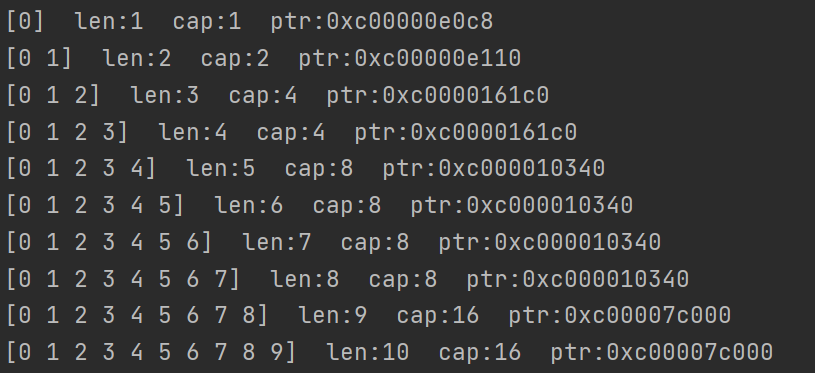 [0]  len:1  cap:1  ptr:0xc00000e0c8
[0 1]  len:2  cap:2  ptr:0xc00000e110
[0 1 2]  len:3  cap:4  ptr:0xc0000161c0
[0 1 2 3]  len:4  cap:4  ptr:0xc0000161c0
[0 1 2 3 4]  len:5  cap:8  ptr:0xc000010340
[0 1 2 3 4 5]  len:6  cap:8  ptr:0xc000010340
[0 1 2 3 4 5 6]  len:7  cap:8  ptr:0xc000010340
[0 1 2 3 4 5 6 7]  len:8  cap:8  ptr:0xc000010340
[0 1 2 3 4 5 6 7 8]  len:9  cap:16  ptr:0xc00007c000
[0 1 2 3 4 5 6 7 8 9]  len:10  cap:16  ptr:0xc00007c000